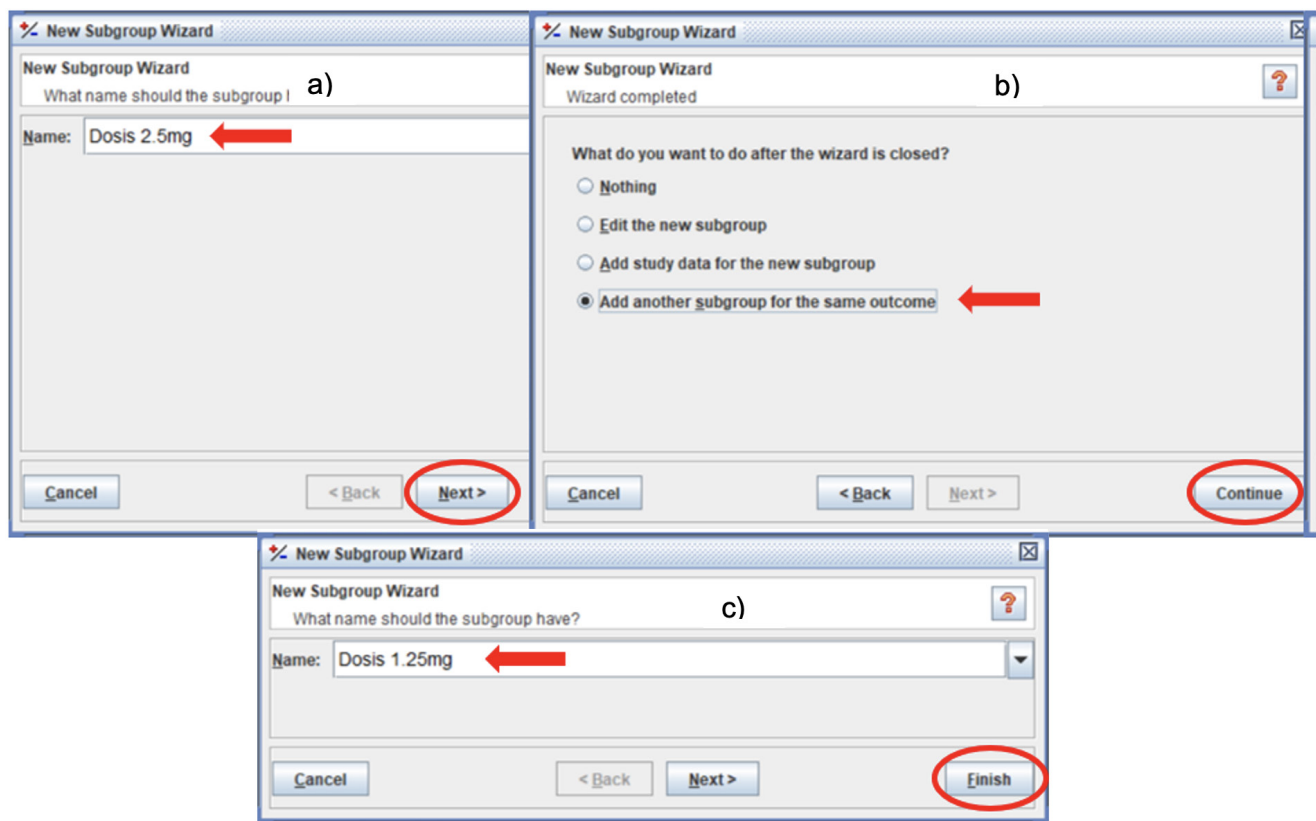 New Subgroup Wizard
New Subgroup Wizard
What name should the subgroup
a)
Name: Dosis 2.5mg
Cancel < Back Next >
New Subgroup Wizard
New Subgroup Wizard
Wizard completed
b)
?
What do you want to do after the wizard is closed?
Nothing
Edit the new subgroup
Add study data for the new subgroup
Add another subgroup for the same outcome
Cancel < Back Next > Continue
New Subgroup Wizard
New Subgroup Wizard
What name should the subgroup have?
c)
?
Name: Dosis 1.25mg
Cancel < Back Next > Finish